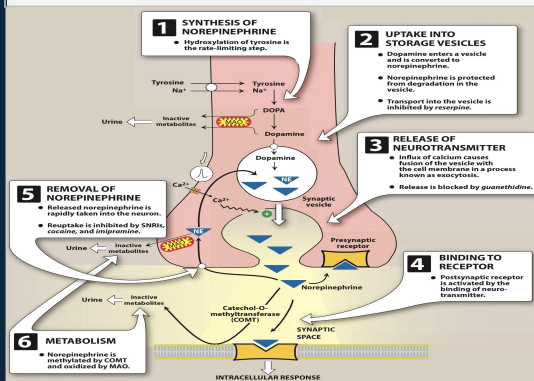 1 SYNTHESIS OF
NOREPINEPHRINE
• Hydroxylation of tyrosine is
the rate-limiting step.
2 UPTAKE INTO
STORAGE VESICLES
• Dopamine enters a vesicle
and is converted to
norepinephrine.
• Norepinephrine is protected
from degradation in the
vesicle.
• Transport into the vesicle is
inhibited by reserpine.
3 RELEASE OF
NEUROTRANSMITTER
• Influx of calcium causes
fusion of the vesicle with
the cell membrane in a process
known as exocytosis.
• Release is blocked by guanethidine.
Tyrosine
Na+
Tyrosine
Na+
DOPA
Dopamine
Urine
Inactive
metabolites
MAO
Dopamine
NE
Synaptic
vesicle
Ca2+
Ca2+
+
5 REMOVAL OF
NOREPINEPHRINE
• Released norepinephrine is
rapidly taken into the neuron.
• Reuptake is inhibited by SNRIs,
cocaine, and imipramine.
NE
MAO
Urine
Inactive
metabolites
Presynaptic
receptor
4 BINDING TO
RECEPTOR
• Postsynaptic receptor
is activated by the
binding of neuro-
transmitter.
Norepinephrine
Urine
Inactive
metabolites
Catechol-O-
methyltransferase
(COMT)
SYNAPTIC
SPACE
6 METABOLISM
• Norepinephrine is
methylated by COMT
and oxidized by MAO.
INTRACELLULAR RESPONSE